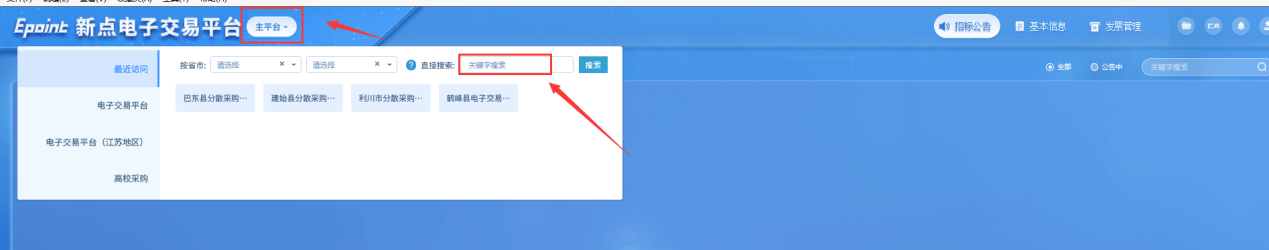 Epoint 新点电子交易平台 主平台
招标公告 基本信息 发票管理 CA
最近访问 按省市: 请选择 × 请选择 × ? 直接搜索: 关键字搜索 搜索
全部 公告中 关键字搜索
巴东县分散采购… 建始县分散采购… 利川市分散采购… 鹤峰县电子交易…
电子交易平台
电子交易平台（江苏地区）
高校采购